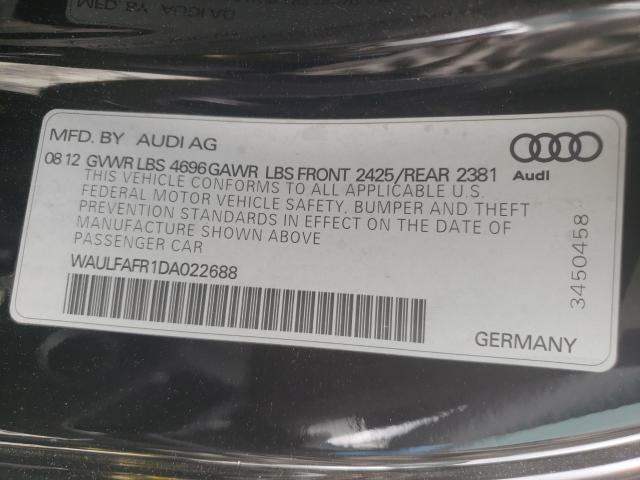 MFD. BY AUDI AG
08 12 GVWR LBS 4696 GAWR LBS FRONT 2425/REAR 2381
Audi
THIS VEHICLE CONFORMS TO ALL APPLICABLE U.S.
FEDERAL MOTOR VEHICLE SAFETY, BUMPER AND THEFT
PREVENTION STANDARDS IN EFFECT ON THE DATE OF
MANUFACTURE SHOWN ABOVE
PASSENGER CAR
WAULFAFR1DA022688
3450458
GERMANY